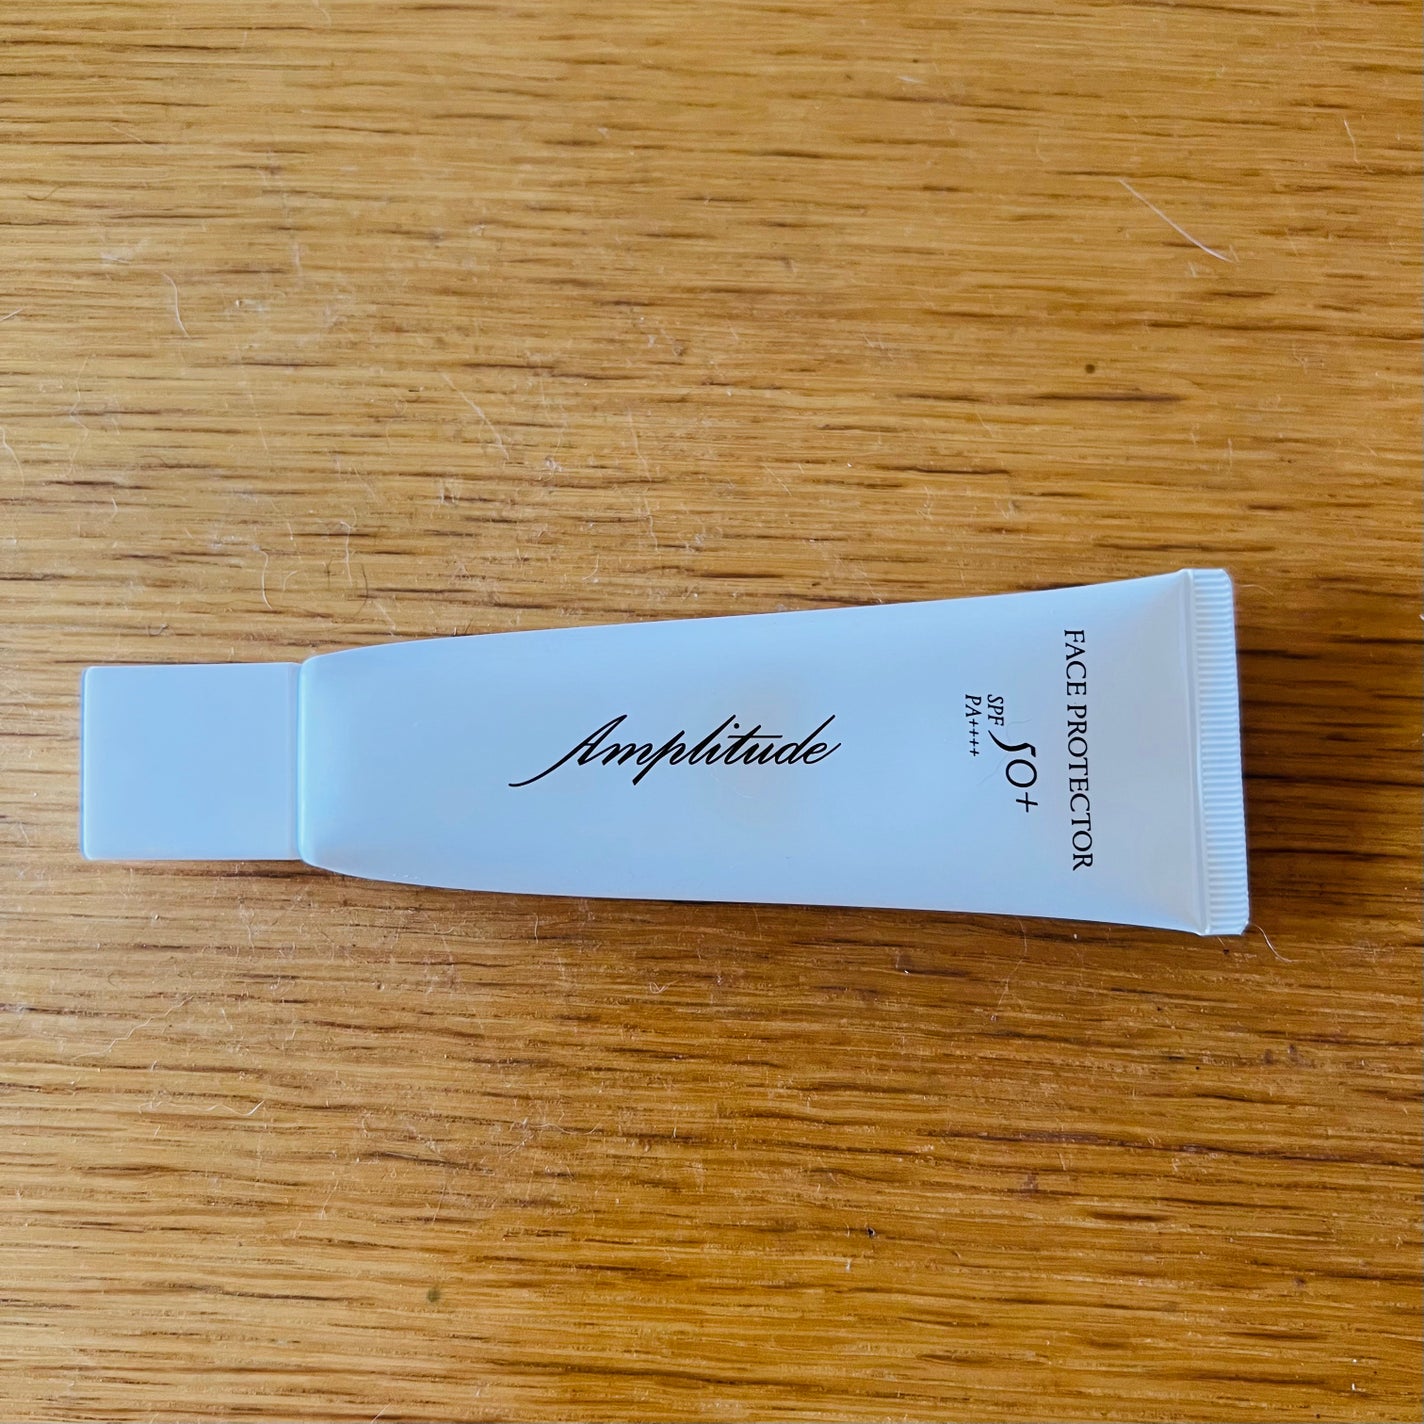 Amplitude
FACE PROTECTOR
SPF 50+
PA++++